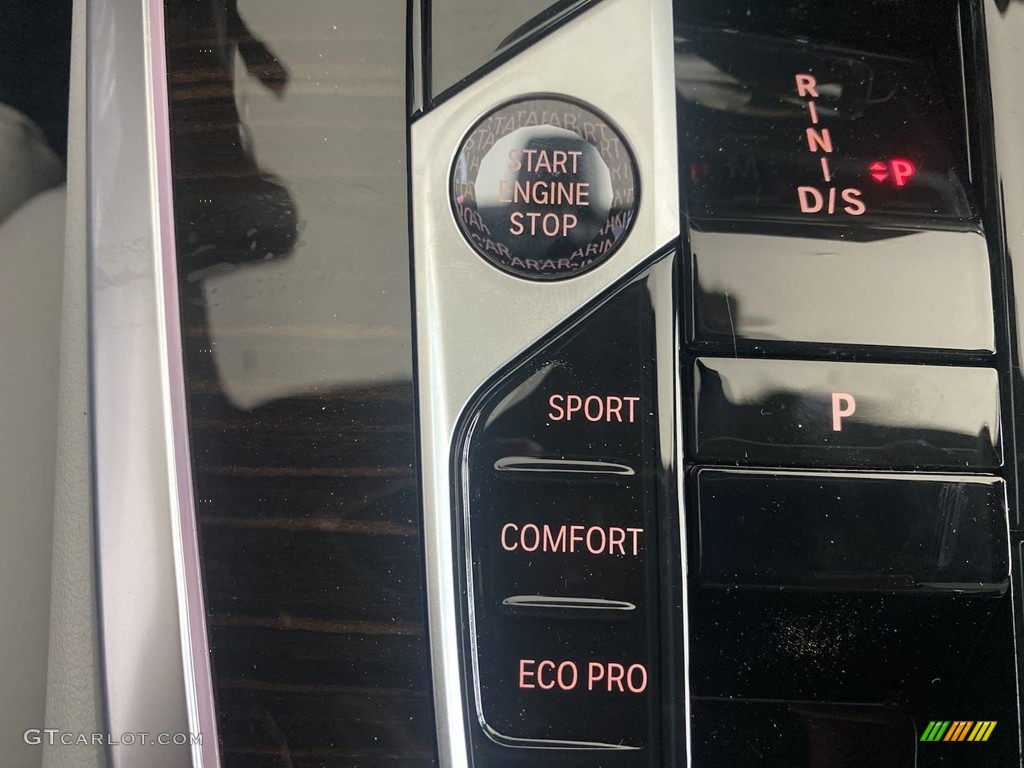 START
ENGINE
STOP
R
N
D/S
P
SPORT
P
COMFORT
ECO PRO
GTCARLOT.COM